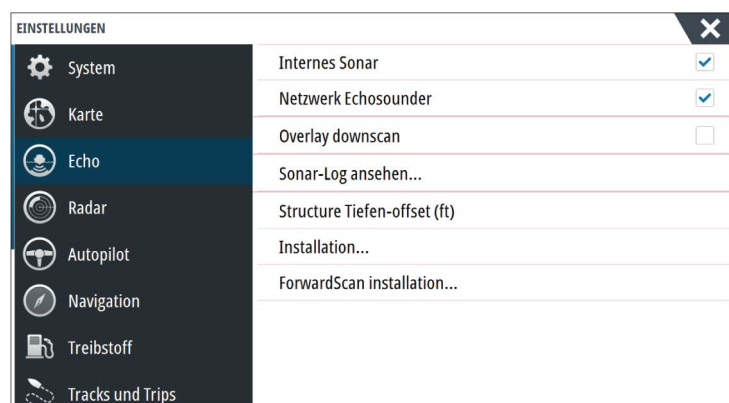 EINSTELLUNGEN
System
Karte
Echo
Radar
Autopilot
Navigation
Treibstoff
Tracks und Trips
Internes Sonar
Netzwerk Echosounder
Overlay downscan
Sonar-Log ansehen...
Structure Tiefen-offset (ft)
Installation...
ForwardScan installation...